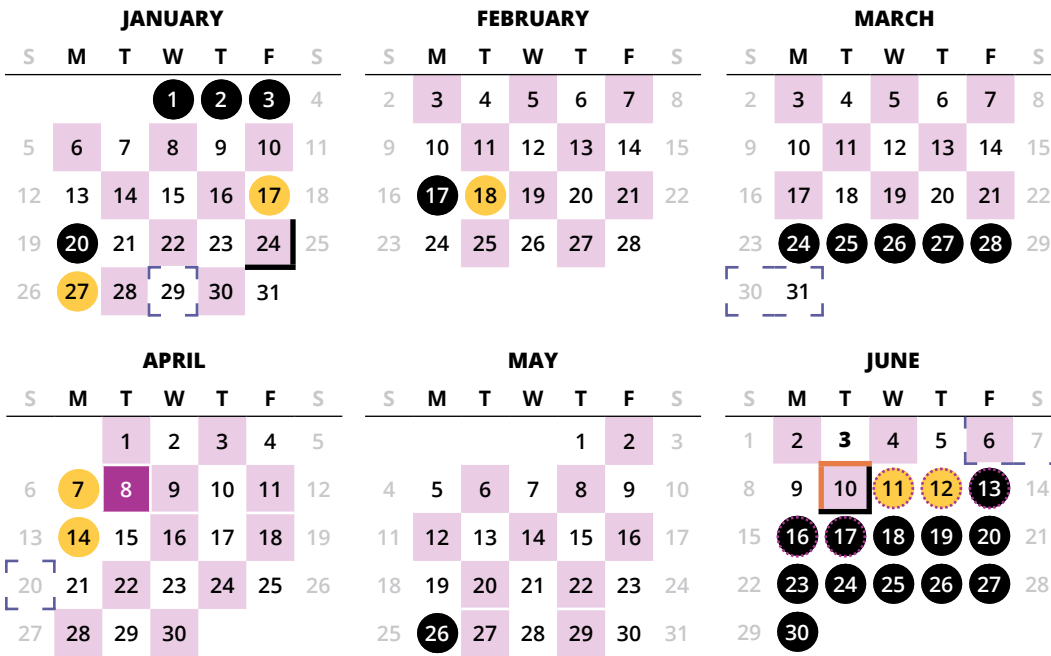 JANUARY FEBRUARY MARCH
S M T W T F S S M T W T F S S M T W T F S
1 2 3 4 2 3 4 5 6 7 8 2 3 4 5 6 7 8
5 6 7 8 9 10 11 9 10 11 12 13 14 15 9 10 11 12 13 14 15
12 13 14 15 16 17 18 16 17 18 19 20 21 22 16 17 18 19 20 21 22
19 20 21 22 23 24 25 23 24 25 26 27 28 23 24 25 26 27 28 29
26 27 28 29 30 31 30 31
APRIL MAY JUNE
S M T W T F S S M T W T F S S M T W T F S
1 2 3 4 5 1 2 3 1 2 3 4 5 6 7
6 7 8 9 10 11 12 4 5 6 7 8 9 10 8 9 10 11 12 13 14
13 14 15 16 17 18 19 11 12 13 14 15 16 17 15 16 17 18 19 20 21
20 21 22 23 24 25 26 18 19 20 21 22 23 24 22 23 24 25 26 27 28
27 28 29 30 25 26 27 28 29 30 31 29 30